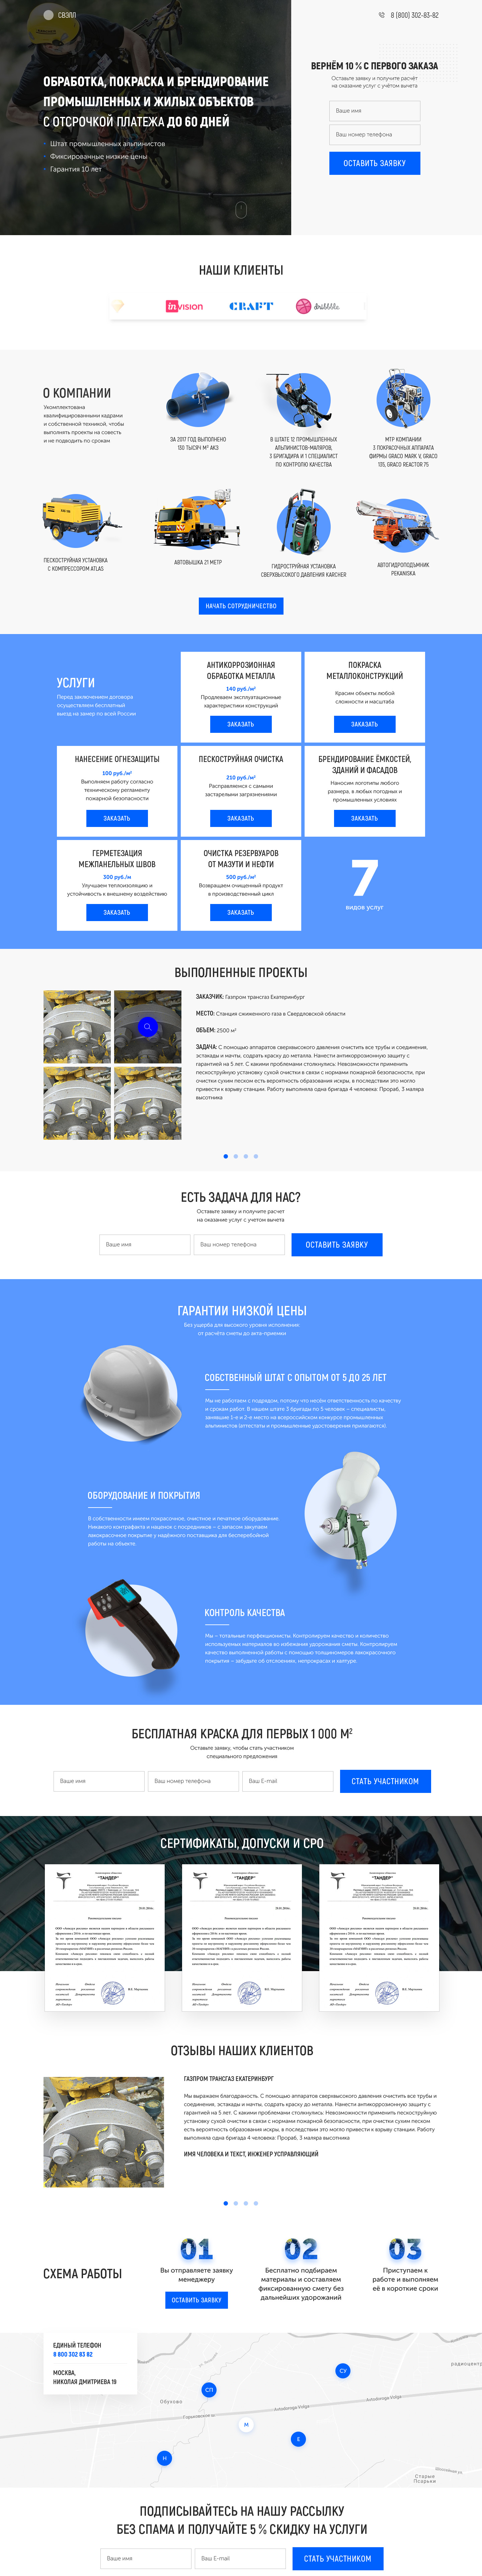 СВЭПЛ
8 (800) 302-83-82
ОБРАБОТКА, ПОКРАСКА И БРЕНДИРОВАНИЕ
ПРОМЫШЛЕННЫХ И ЖИЛЫХ ОБЪЕКТОВ
С ОТСРОЧКОЙ ПЛАТЕЖА ДО 60 ДНЕЙ
Штат промышленных альпинистов
Фиксированные низкие цены
Гарантия 10 лет
ВЕРНЁМ 10 % С ПЕРВОГО ЗАКАЗА
Оставьте заявку и получите расчёт
на оказание услуг с учётом вычета
Ваше имя
Ваш номер телефона
ОСТАВИТЬ ЗАЯВКУ
НАШИ КЛИЕНТЫ
inVISION
CRAFT
dribbble
О КОМПАНИИ
Укомплектована
квалифицированными кадрами
и собственной техникой, чтобы
выполнять проекты на совесть
и не подводить по срокам
ЗА 2017 ГОД ВЫПОЛНЕНО
130 ТЫСЯЧ М² АКЗ
В ШТАТЕ 12 ПРОМЫШЛЕННЫХ
АЛЬПИНИСТОВ-МАЛЯРОВ,
3 БРИГАДИРА И 1 СПЕЦИАЛИСТ
ПО КОНТРОЛЮ КАЧЕСТВА
МТР КОМПАНИИ
3 ПОКРАСОЧНЫХ АППАРАТА
ФИРМЫ GRACO MARK V, GRACO
135, GRACO REACTOR 75
ПЕСКОСТРУЙНАЯ УСТАНОВКА
С КОМПРЕССОРОМ ATLAS
АВТОВЫШКА 21 МЕТР
ГИДРОСТРУЙНАЯ УСТАНОВКА
СВЕРХВЫСОКОГО ДАВЛЕНИЯ KARCHER
АВТОГИДРОПОДЪМНИК
PEKANISKA
НАЧАТЬ СОТРУДНИЧЕСТВО
УСЛУГИ
Перед заключением договора
осуществляем бесплатный
выезд на замер по всей России
АНТИКОРРОЗИОННАЯ
ОБРАБОТКА МЕТАЛЛА
140 руб./м²
Продлеваем эксплуатационные
характеристики конструкций
ЗАКАЗАТЬ
ПОКРАСКА
МЕТАЛЛОКОНСТРУКЦИЙ
Красим объекты любой
сложности и масштаба
ЗАКАЗАТЬ
НАНЕСЕНИЕ ОГНЕЗАЩИТЫ
100 руб./м²
Выполняем работу согласно
техническому регламенту
пожарной безопасности
ЗАКАЗАТЬ
ПЕСКОСТРУЙНАЯ ОЧИСТКА
210 руб./м²
Расправляемся с самыми
застарелыми загрязнениями
ЗАКАЗАТЬ
БРЕНДИРОВАНИЕ ЁМКОСТЕЙ,
ЗДАНИЙ И ФАСАДОВ
Наносим логотипы любого
размера, в любых погодных и
промышленных условиях
ЗАКАЗАТЬ
ГЕРМЕТЕЗАЦИЯ
МЕЖПАНЕЛЬНЫХ ШВОВ
300 руб./м
Улучшаем теплоизоляцию и
устойчивость к внешнему воздействию
ЗАКАЗАТЬ
ОЧИСТКА РЕЗЕРВУАРОВ
ОТ МАЗУТИ И НЕФТИ
500 руб./м²
Возвращаем очищенный продукт
в производственный цикл
ЗАКАЗАТЬ
7
видов услуг
ВЫПОЛНЕННЫЕ ПРОЕКТЫ
ЗАКАЗЧИК: Газпром трансгаз Екатеринбург
МЕСТО: Станция сжиженного газа в Свердловской области
ОБЪЕМ: 2500 м²
ЗАДАЧА: С помощью аппаратов сверхвысокого давления очистить все трубы и соединения,
эстакады и мачты, содрать краску до металла. Нанести антикоррозионную защиту с
гарантией на 5 лет. С какими проблемами столкнулись: Невозможности применить
пескоструйную установку сухой очистки в связи с нормами пожарной безопасности, при
очистки сухим песком есть вероятность образования искры, в последствии это могло
привести к взрыву станции. Работу выполняла одна бригада 4 человека: Прораб, 3 маляра
высотника
ЕСТЬ ЗАДАЧА ДЛЯ НАС?
Оставьте заявку и получите расчет
на оказание услуг с учетом вычета
Ваше имя
Ваш номер телефона
ОСТАВИТЬ ЗАЯВКУ
ГАРАНТИИ НИЗКОЙ ЦЕНЫ
Без ущерба для высокого уровня исполнения
от расчёта сметы до акта-приемки
СОБСТВЕННЫЙ ШТАТ С ОПЫТОМ ОТ 5 ДО 25 ЛЕТ
Мы не работаем с подрядом, потому что несём ответственность по качеству
и срокам работ. В нашем штате 3 бригады по 5 человек – специалисты,
занявшие 1-е и 2-е место на всероссийском конкурсе промышленных
альпинистов (аттестаты и промышленные удостоверения прилагаются).
ОБОРУДОВАНИЕ И ПОКРЫТИЯ
В собственности имеем покрасочное, очистное и печатное оборудование.
Никакого контрафакта и наценок с посредников – с запасом закупаем
лакокрасочное покрытие у надежного поставщика для бесперебойной
работы на объекте.
КОНТРОЛЬ КАЧЕСТВА
Мы – тотальные перфекционисты. Контролируем качество и количество
используемых материалов во избежания удорожания сметы. Контролируем
качество выполненной работы с помощью толщиномеров лакокрасочного
покрытия – забудьте об отслоениях, непрокрасах и халтуре.
БЕСПЛАТНАЯ КРАСКА ДЛЯ ПЕРВЫХ 1 000 М²
Оставьте заявку, чтобы стать участником
специального предложения
Ваше имя
Ваш номер телефона
Ваш E-mail
СТАТЬ УЧАСТНИКОМ
СЕРТИФИКАТЫ, ДОПУСКИ И СРО
"ТАНДЕР"
"ТАНДЕР"
"ТАНДЕР"
ОТЗЫВЫ НАШИХ КЛИЕНТОВ
ГАЗПРОМ ТРАНСГАЗ ЕКАТЕРИНБУРГ
Мы выражаем благодраность. С помощью аппаратов сверхвысокого давления очистить все трубы и
соединения, эстакады и мачты, содрать краску до металла. Нанести антикоррозионную защиту с
гарантией на 5 лет. С какими проблемами столкнулись: Невозможности применить пескоструйную
установку сухой очистки в связи с нормами пожарной безопасности, при очистки сухим песком
есть вероятность образования искры, в последствии это могло привести к взрыву станции. Работу
выполняла одна бригада 4 человека: Прораб, 3 маляра высотника
ИМЯ ЧЕЛОВЕКА И ТЕКСТ, ИНЖЕНЕР УСПРАВЛЯЮЩИЙ
СХЕМА РАБОТЫ
01
Вы отправляете заявку
менеджеру
ОСТАВИТЬ ЗАЯВКУ
02
Бесплатно подбираем
материалы и составляем
фиксированную смету без
дальнейших удорожаний
03
Приступаем к
работе и выполняем
её в короткие сроки
ЕДИНЫЙ ТЕЛЕФОН
8 800 302 83 82
МОСКВА,
НИКОЛАЯ ДМИТРИЕВА 19
СУ
радиоцентр
СП
Обухово
Avtodoroga Volga
Avtodoroga Volga
Горьковское ш.
М
Е
Н
Старые
Псарьки
ПОДПИСЫВАЙТЕСЬ НА НАШУ РАССЫЛКУ
БЕЗ СПАМА И ПОЛУЧАЙТЕ 5 % СКИДКУ НА УСЛУГИ
Ваше имя
Ваш E-mail
СТАТЬ УЧАСТНИКОМ